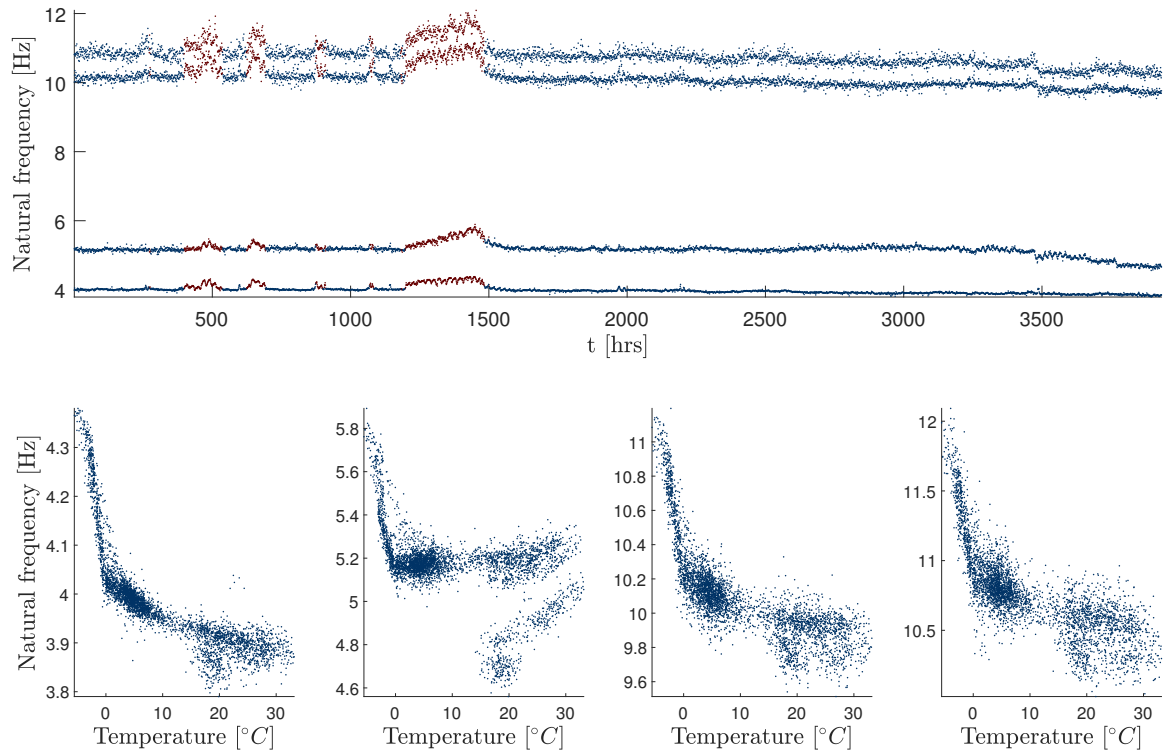 Natural frequency [Hz]
12
10
8
6
4
500 1000 1500 2000 2500 3000 3500
t [hrs]
Natural frequency [Hz]
4.3
4.2
4.1
4
3.9
3.8
0 10 20 30
Temperature [°C]
5.8
5.6
5.4
5.2
5
4.8
4.6
0 10 20 30
Temperature [°C]
11
10.8
10.6
10.4
10.2
10
9.8
9.6
0 10 20 30
Temperature [°C]
12
11.5
11
10.5
0 10 20 30
Temperature [°C]